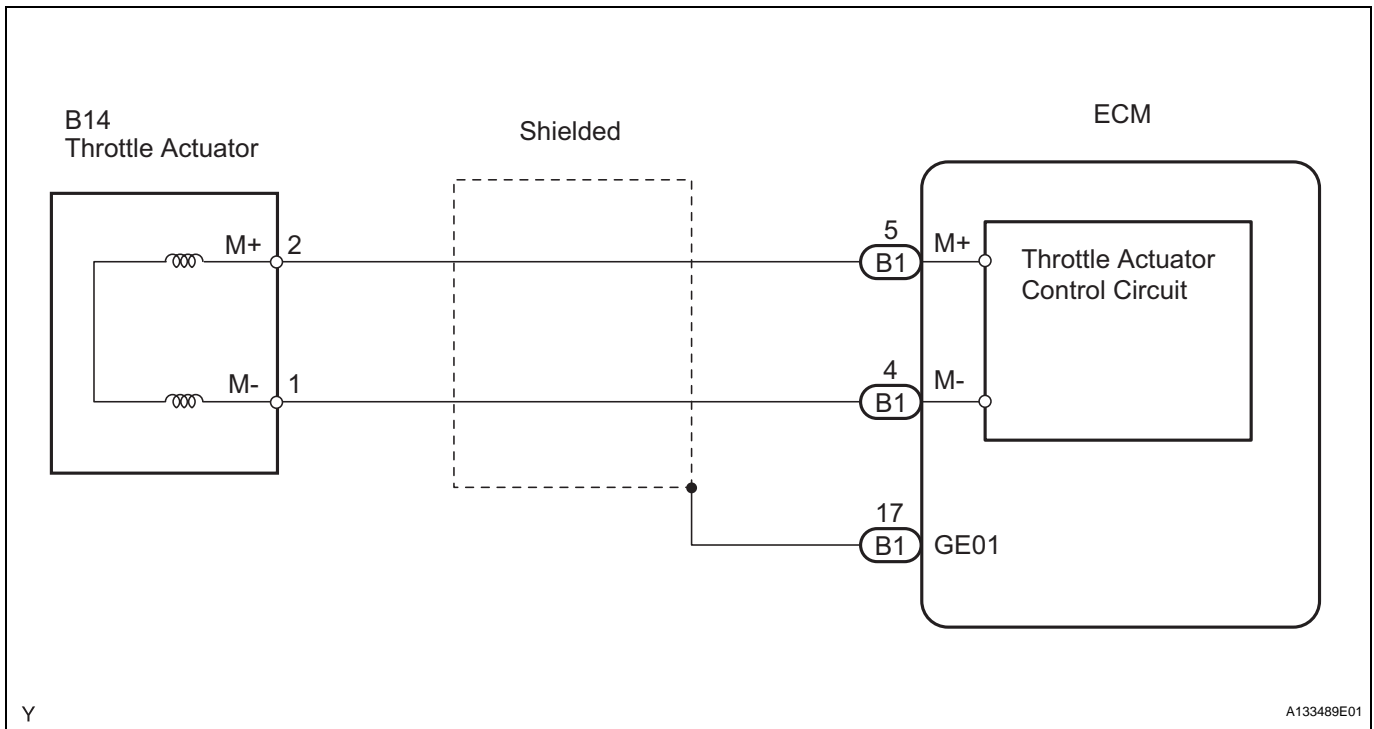 B14
Throttle Actuator
Shielded
ECM
M+
2
5
B1
M+
Throttle Actuator
Control Circuit
M-
1
4
B1
M-
17
B1
GE01
Y
A133489E01